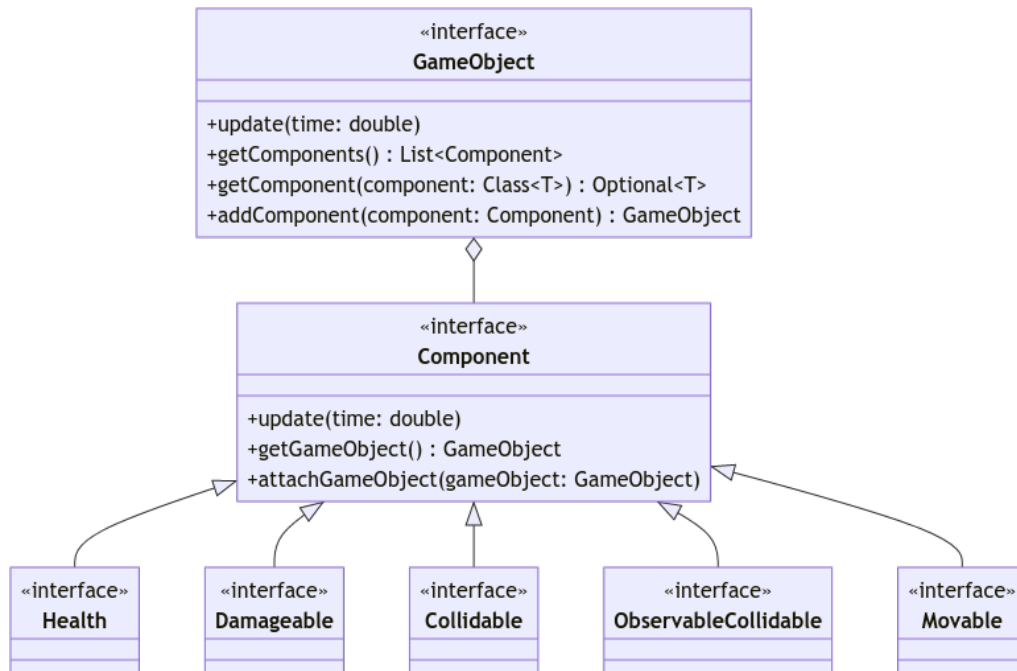 «interface»
GameObject
+update(time: double)
+getComponents() : List<Component>
+getComponent(component: Class<T>) : Optional<T>
+addComponent(component: Component) : GameObject
«interface»
Component
+update(time: double)
+getGameObject() : GameObject
+attachGameObject(gameObject: GameObject)
«interface»
Health
«interface»
Damageable
«interface»
Collidable
«interface»
ObservableCollidable
«interface»
Movable